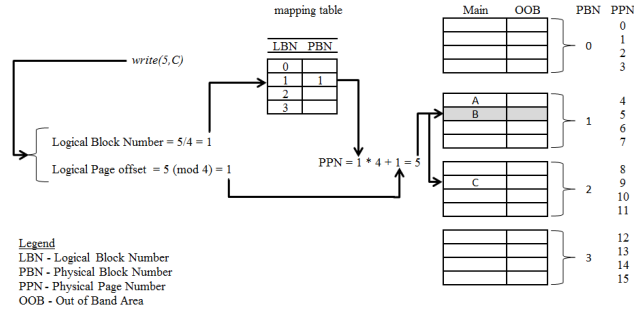 mapping table
Main OOB PBN PPN
write(5,C)
LBN PBN
0
1 1
2
3
Logical Block Number = 5/4 = 1
Logical Page offset = 5 (mod 4) = 1
PPN = 1 * 4 + 1 = 5
0
0
1
2
3
A
B
1
4
5
6
7
C
2
8
9
10
11
3
12
13
14
15
Legend
LBN - Logical Block Number
PBN - Physical Block Number
PPN - Physical Page Number
OOB - Out of Band Area